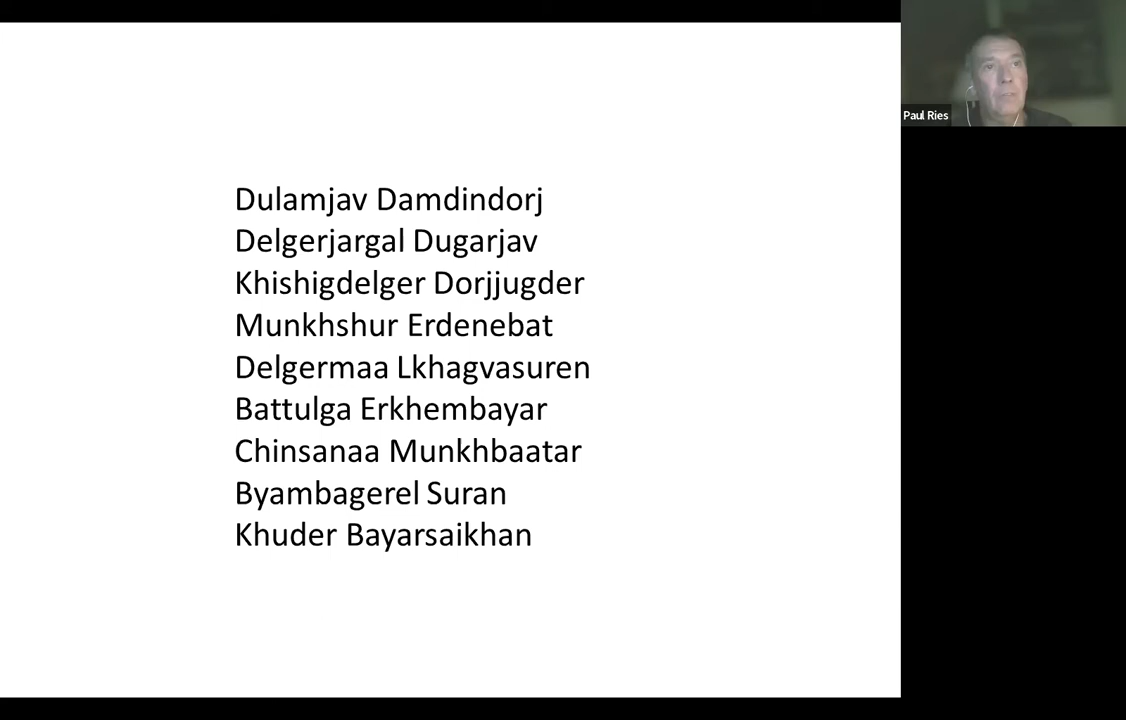 Dulamjav Damdindorj
Delgerjargal Dugarjav
Khishigdelger Dorjjugder
Munkhshur Erdenebat
Delgermaa Lkhagvasuren
Battulga Erkhembayar
Chinsanaa Munkhbaatar
Byambagerel Suran
Khuder Bayarsaikhan
Paul Ries